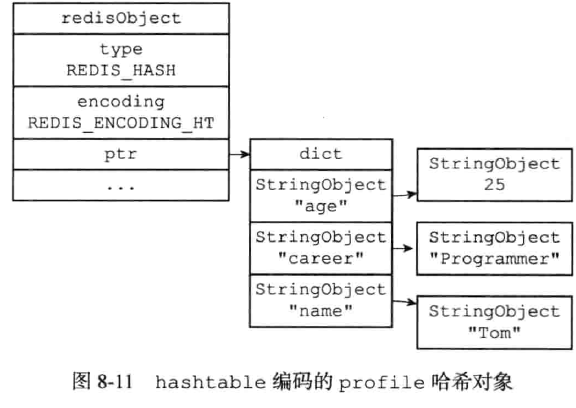 redisObject
type
REDIS_HASH
encoding
REDIS_ENCODING_HT
ptr
...
dict
StringObject
"age"
StringObject
"career"
StringObject
"name"
StringObject
25
StringObject
"Programmer"
StringObject
"Tom"
图 8-11 hashtable 编码的 profile 哈希对象